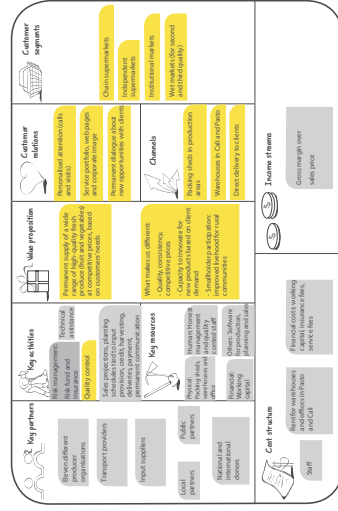 Key partners
Eleven different
producer
organisations
Transport providers
Input suppliers
Local
partners
Public
partners
National and
international
donors
Key activities
Risk management:
Risk fund and
insurance
Technical
assistance
Quality control
Sales projections, planting
schedules tied to input
provision, credit, harvesting,
deliveries, payment,
permanent communication
Key resources
Physical:
Packing sheds,
warehouses and
office
Human: Honest
management
and quality
control staff
Financial:
Working
capital
Others: Software
for production,
planning and sales
Value proposition
Permanent supply of a wide
range of high-quality fresh
produce (fruit and vegetables)
at competitive prices, based
on customers' needs
What makes us different:
- Quality, consistency,
competitive prices
- Capacity to innovate for
new products based on client
demand
- Smallholder participation:
improved livelihood for rural
communities
Customer
relations
Personalised attention (calls
and visits)
Service portfolio, web pages
and corporate image
Permanent dialogue about
new opportunities with clients
Channels
Packing sheds in production
areas
Warehouses in Cali and Pasto
Direct delivery to clients
Customer
segments
Chain supermarkets
Independent
supermarkets
Institutional markets
Wet markets (for second
and third quality)
Cost structure
Staff
Rent for warehouses
and offices in Pasto
and Cali
Financial costs: working
capital, insurance fees,
service fees
Income streams
Gross margin over
sales price